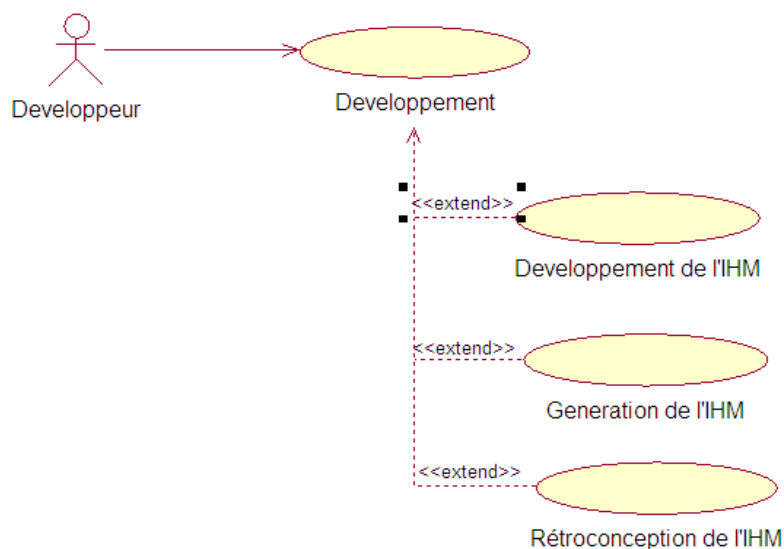 Developpeur
Developpement
<<extend>>
Developpement de l'IHM
<<extend>>
Generation de l'IHM
<<extend>>
Rétroconception de l'IHM